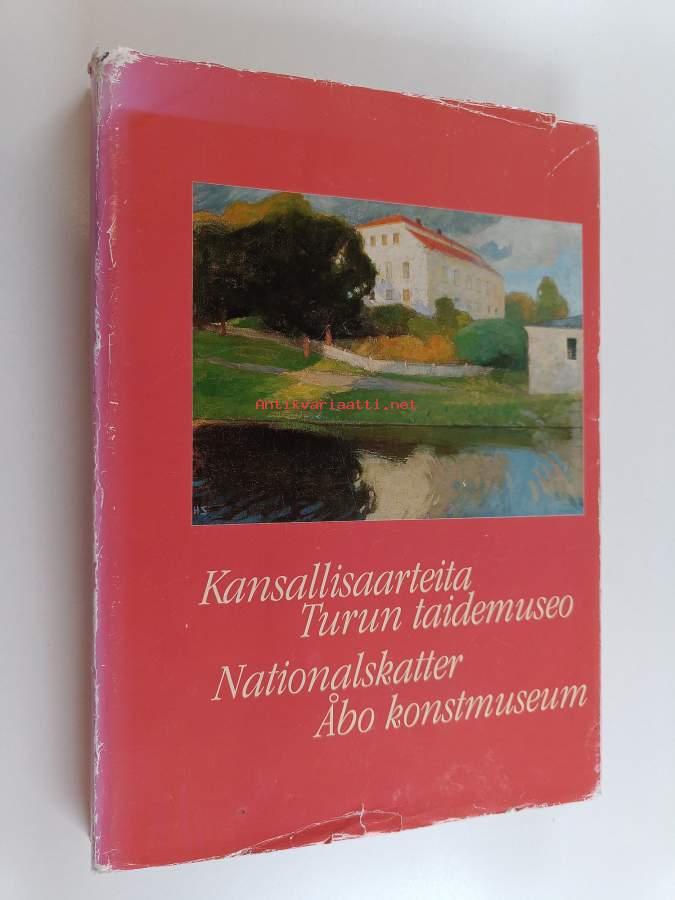 Antikvariaatti.net
HS
Kansallisaarteita
Turun taidemuseo
Nationalskatter
Åbo konstmuseum